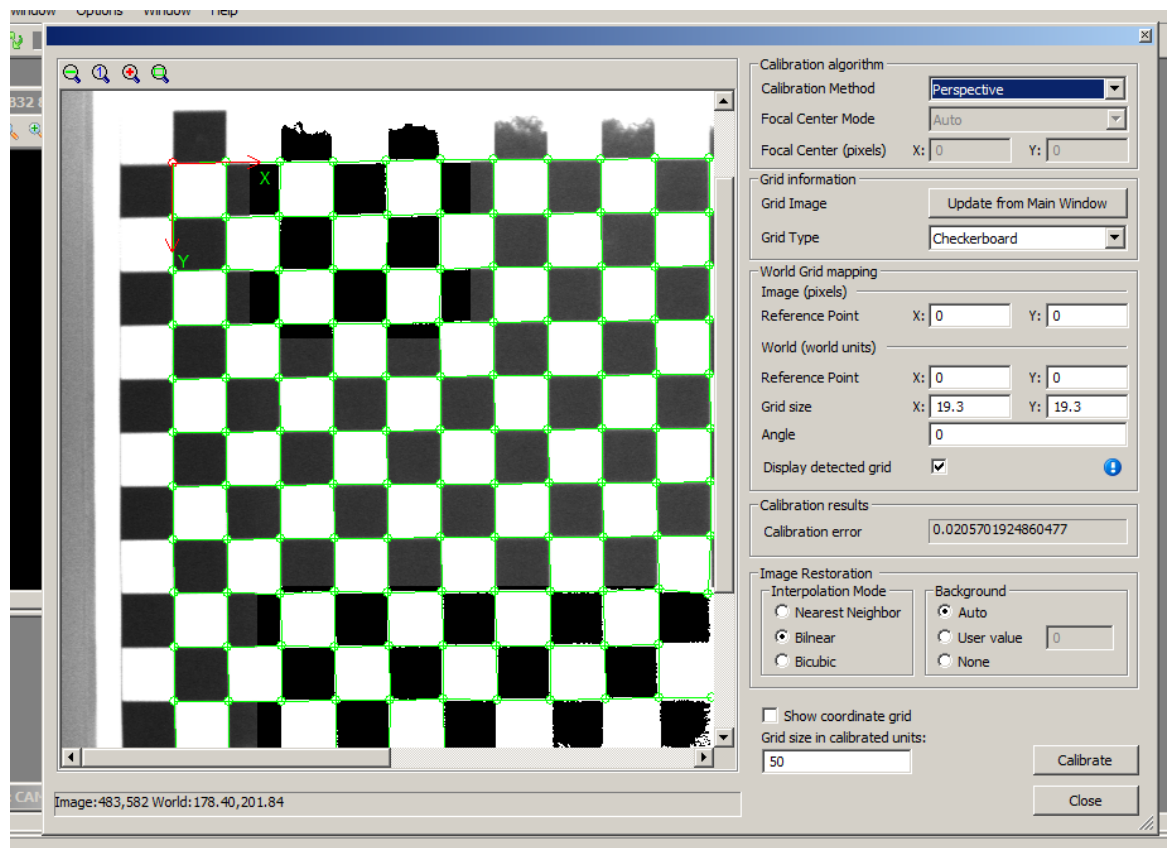 Options Window Help
832 8
Calibration algorithm
Calibration Method Perspective
Focal Center Mode Auto
Focal Center (pixels) X: 0 Y: 0
Grid information
Grid Image Update from Main Window
Grid Type Checkerboard
World Grid mapping
Image (pixels)
Reference Point X: 0 Y: 0
World (world units)
Reference Point X: 0 Y: 0
Grid size X: 19.3 Y: 19.3
Angle 0
Display detected grid
Calibration results
Calibration error 0.0205701924860477
Image Restoration
Interpolation Mode
Nearest Neighbor
Bilnear
Bicubic
Background
Auto
User value 0
None
Show coordinate grid
Grid size in calibrated units:
50
Calibrate
Close
X
Y
CAM
Image:483,582 World:178.40,201.84